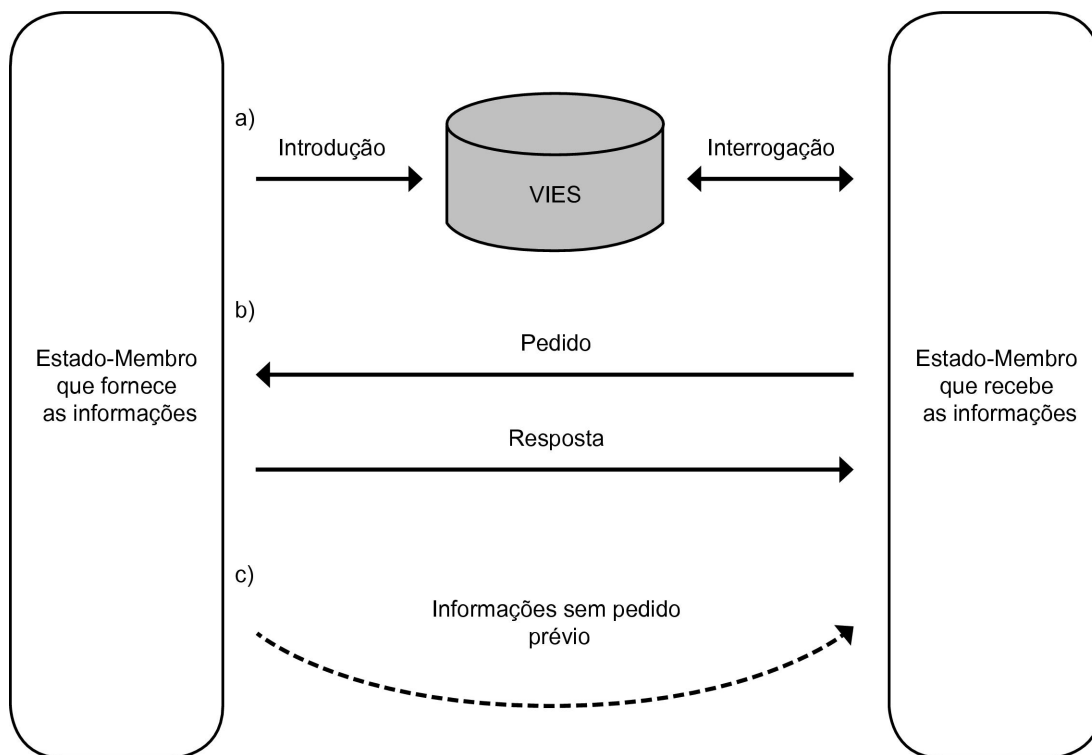 a)
Introdução
VIES
Interrogação
b)
Pedido
Estado-Membro
que fornece
as informações
Estado-Membro
que recebe
as informações
Resposta
c)
Informações sem pedido
prévio